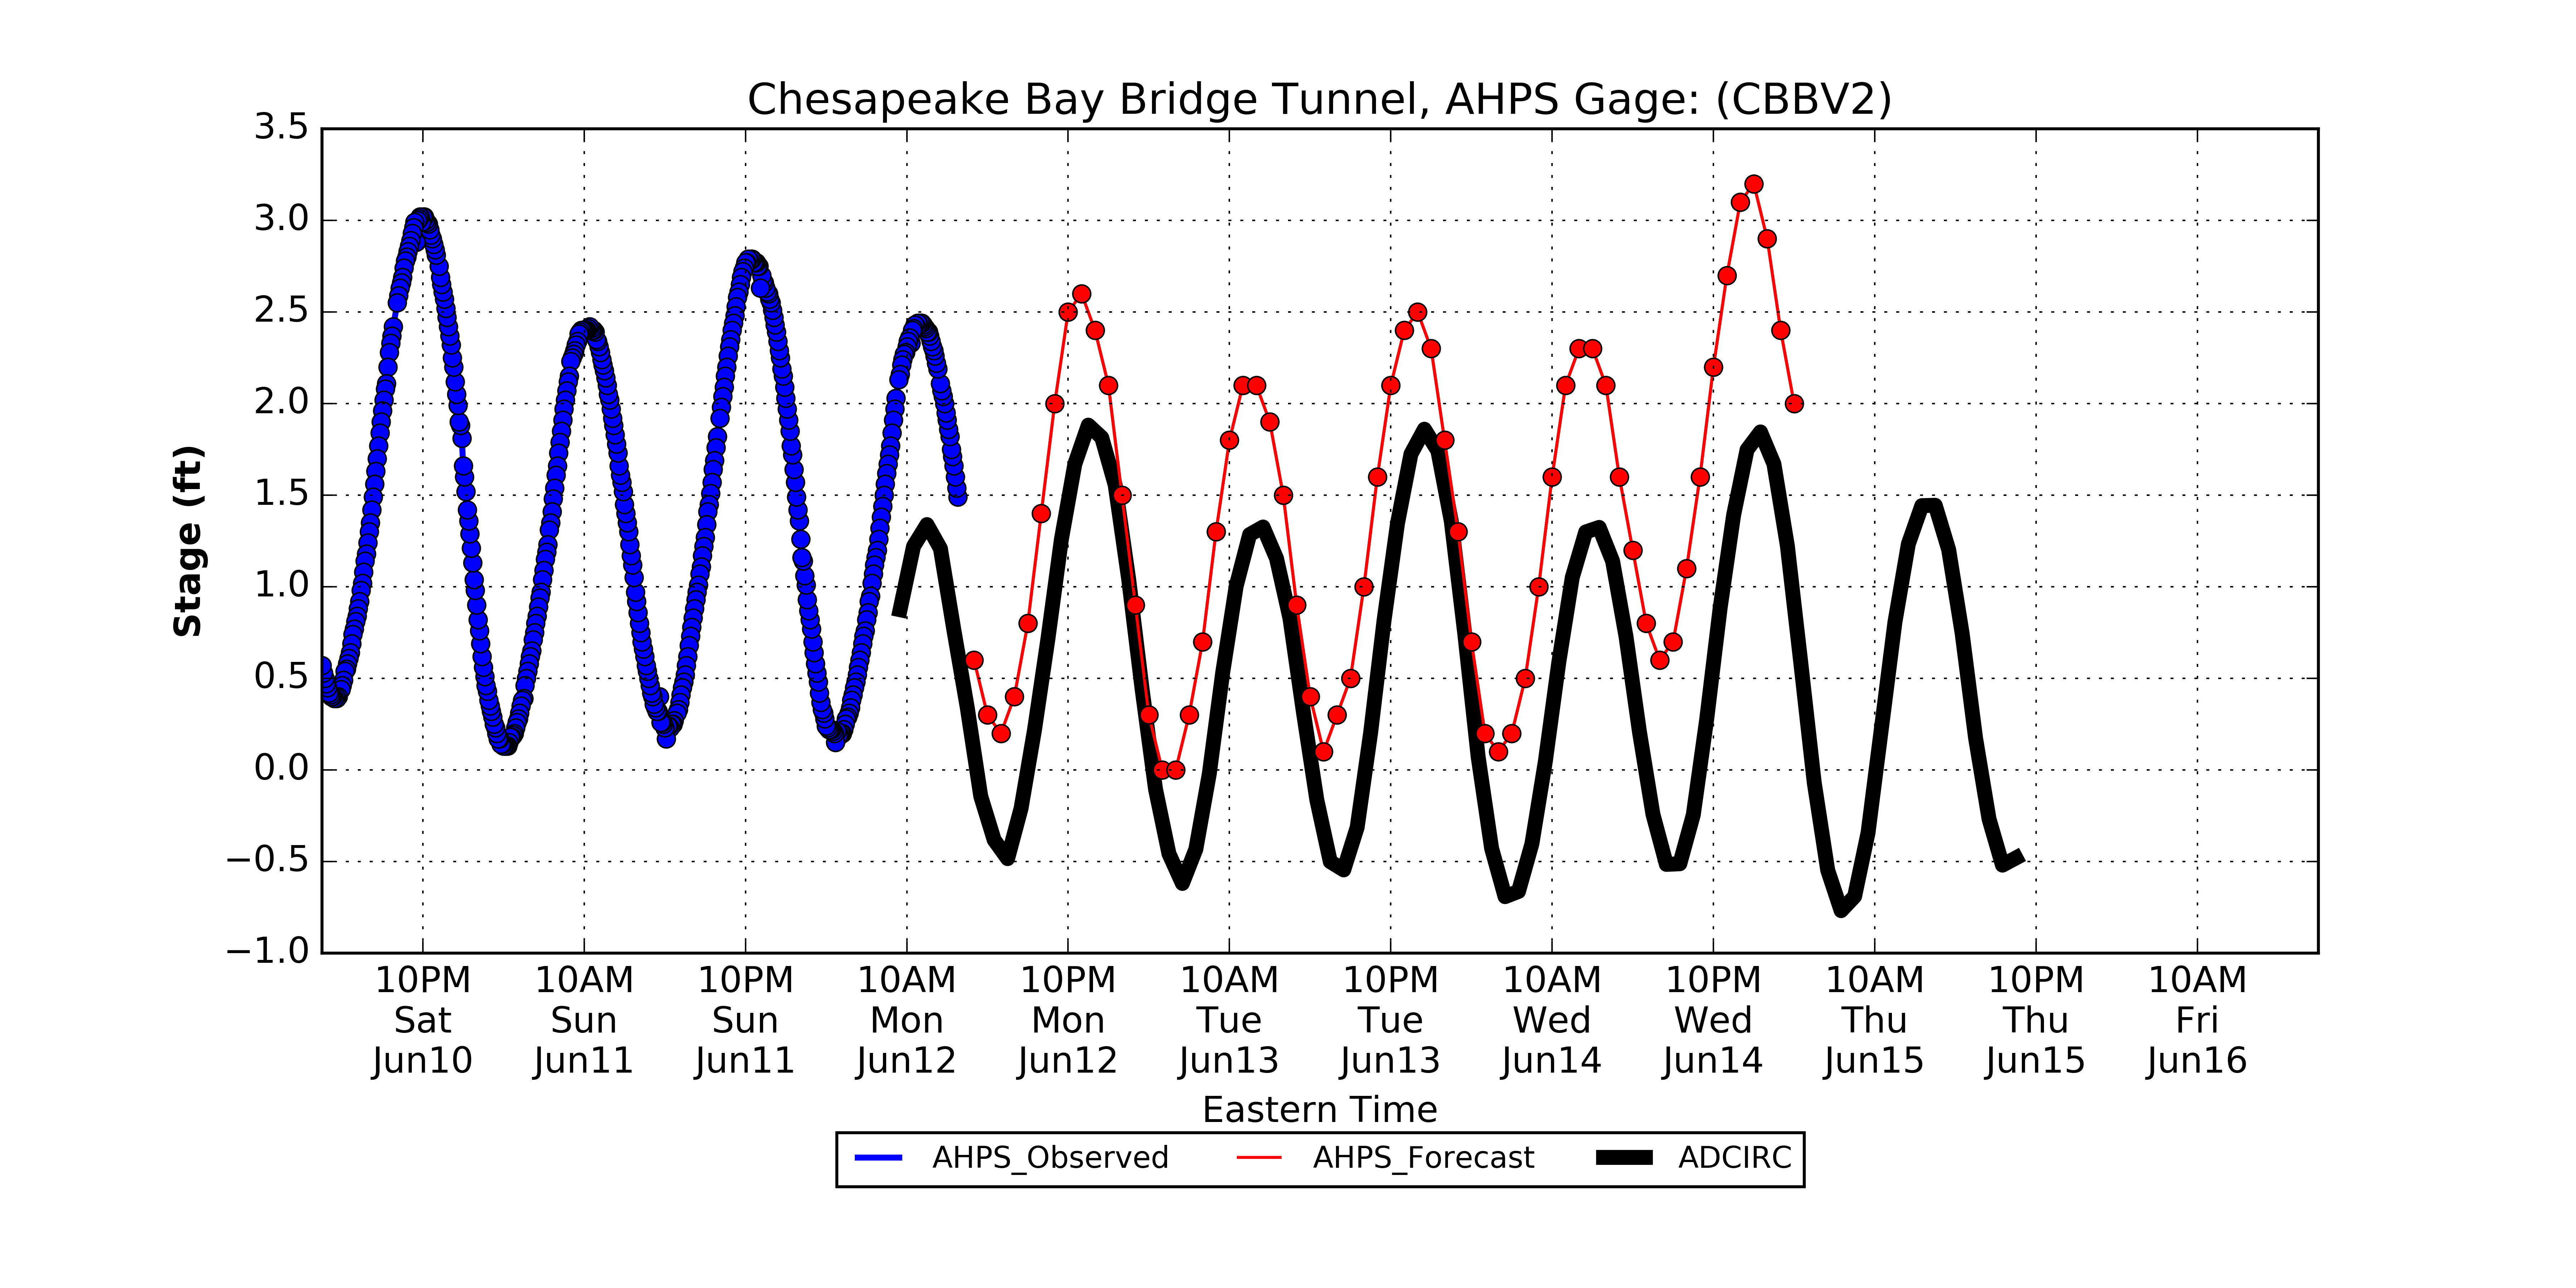 Chesapeake Bay Bridge Tunnel, AHPS Gage: (CBBV2)
3.5
3.0
2.5
2.0
1.5
1.0
0.5
0.0
−0.5
−1.0
Stage (ft)
10PM 10AM 10PM 10AM 10PM 10AM 10PM 10AM 10PM 10AM 10PM 10AM
Sat Sun Sun Mon Mon Tue Tue Wed Wed Thu Thu Fri
Jun10 Jun11 Jun11 Jun12 Jun12 Jun13 Jun13 Jun14 Jun14 Jun15 Jun15 Jun16
Eastern Time
AHPS_Observed AHPS_Forecast ADCIRC